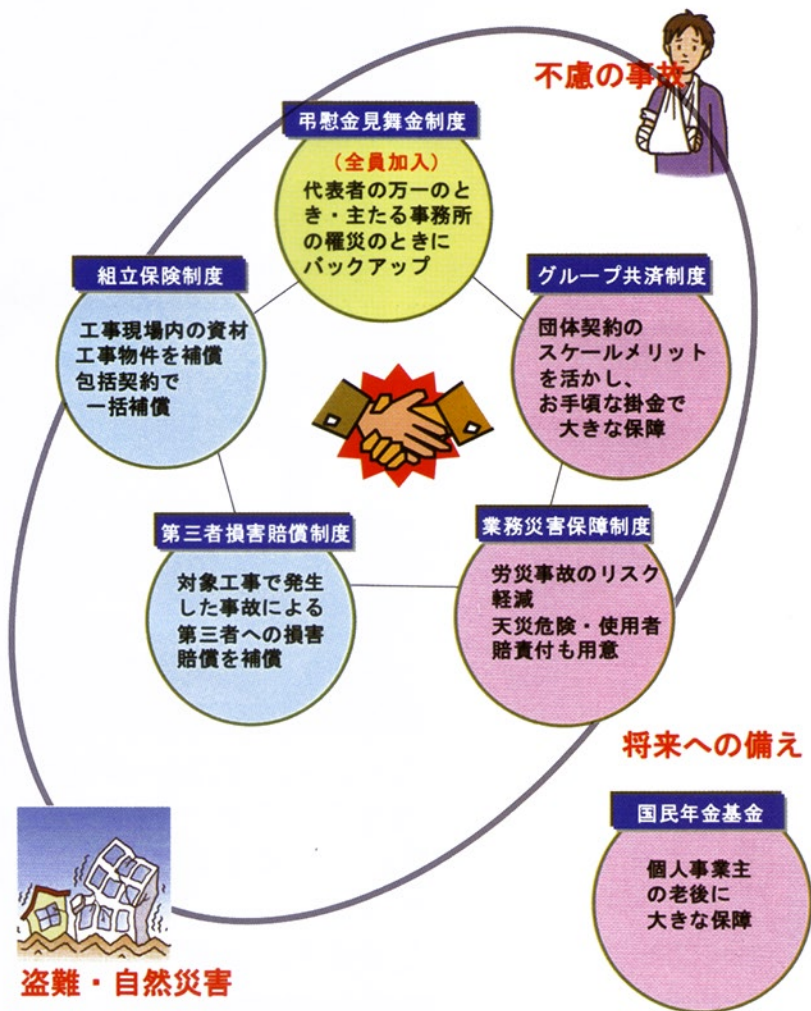 不慮の事故
弔慰金見舞金制度
(全員加入)
代表者の万一のと
き・主たる事務所
の罹災のときに
バックアップ
組立保険制度
工事現場内の資材
工事物件を補償
包括契約で
一括補償
グループ共済制度
団体契約の
スケールメリット
を活かし、
お手頃な掛金で
大きな保障
第三者損害賠償制度
対象工事で発生
した事故による
第三者への損害
賠償を補償
業務災害保障制度
労災事故のリスク
軽減
天災危険・使用者
賠責付も用意
将来への備え
国民年金基金
個人事業主
の老後に
大きな保障
盗難・自然災害